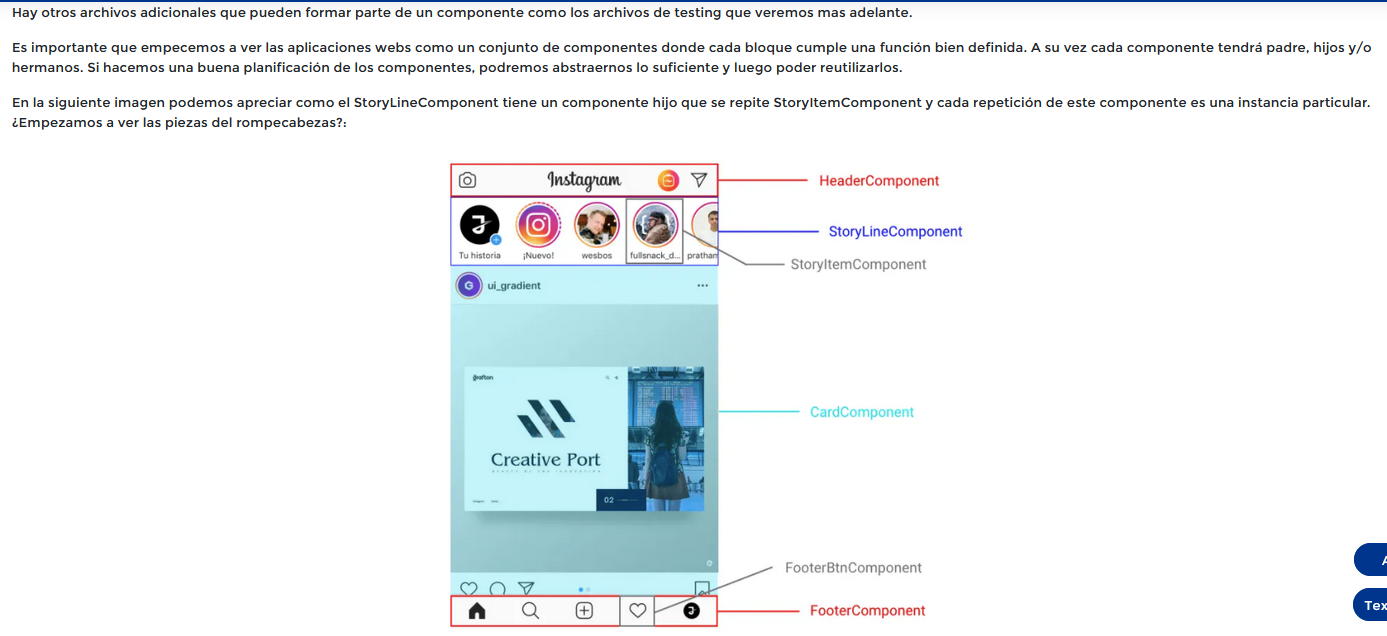 Hay otros archivos adicionales que pueden formar parte de un componente como los archivos de testing que veremos mas adelante.
Es importante que empecemos a ver las aplicaciones webs como un conjunto de componentes donde cada bloque cumple una función bien definida. A su vez cada componente tendrá padre, hijos y/o
hermanos. Si hacemos una buena planificación de los componentes, podremos abstraernos lo suficiente y luego poder reutilizarlos.
En la siguiente imagen podemos apreciar como el StoryLineComponent tiene un componente hijo que se repite StoryItemComponent y cada repetición de este componente es una instancia particular.
¿Empezamos a ver las piezas del rompecabezas?:
Instagram
HeaderComponent
StoryLineComponent
Tu historia
¡Nuevo!
wesbos
fullsnack_d...
prathan
StoryItemComponent
G
ui_gradient
grafton
CardComponent
Creative Port
02
FooterBtnComponent
FooterComponent
A
Tex